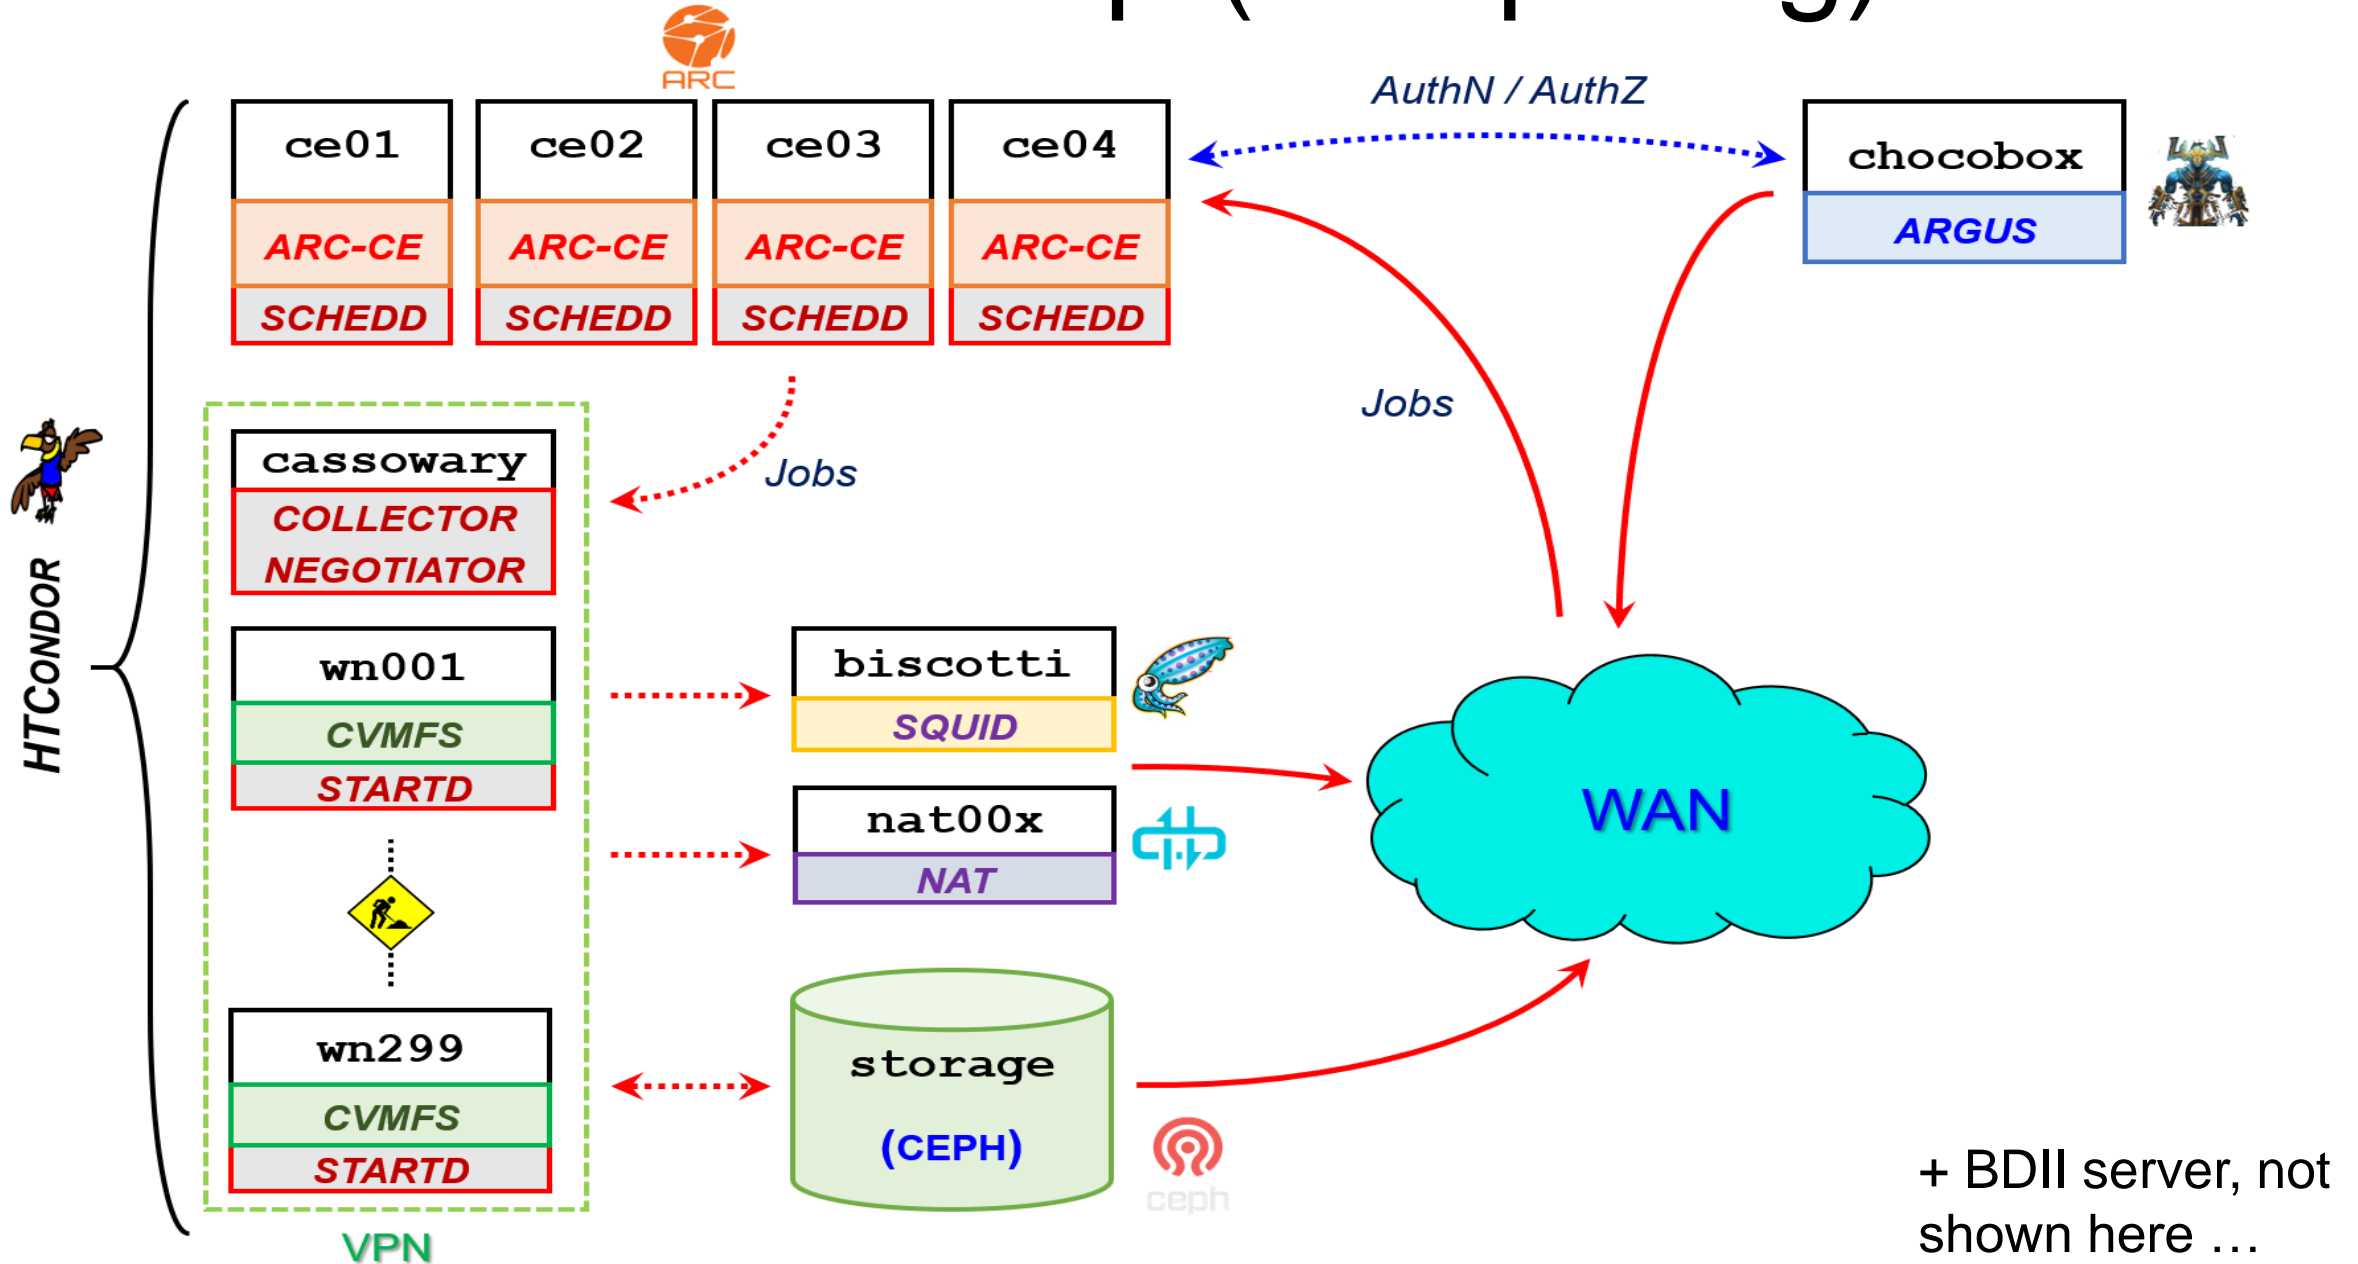 ARC
AuthN / AuthZ
ce01
ce02
ce03
ce04
chocobox
ARC-CE
ARC-CE
ARC-CE
ARC-CE
ARGUS
SCHEDD
SCHEDD
SCHEDD
SCHEDD
Jobs
Jobs
HTCONDOR
cassowary
COLLECTOR
NEGOTIATOR
wn001
CVMFS
STARTD
biscotti
SQUID
nat00x
NAT
WAN
wn299
CVMFS
STARTD
storage
(CEPH)
ceph
VPN
+ BDII server, not
shown here …